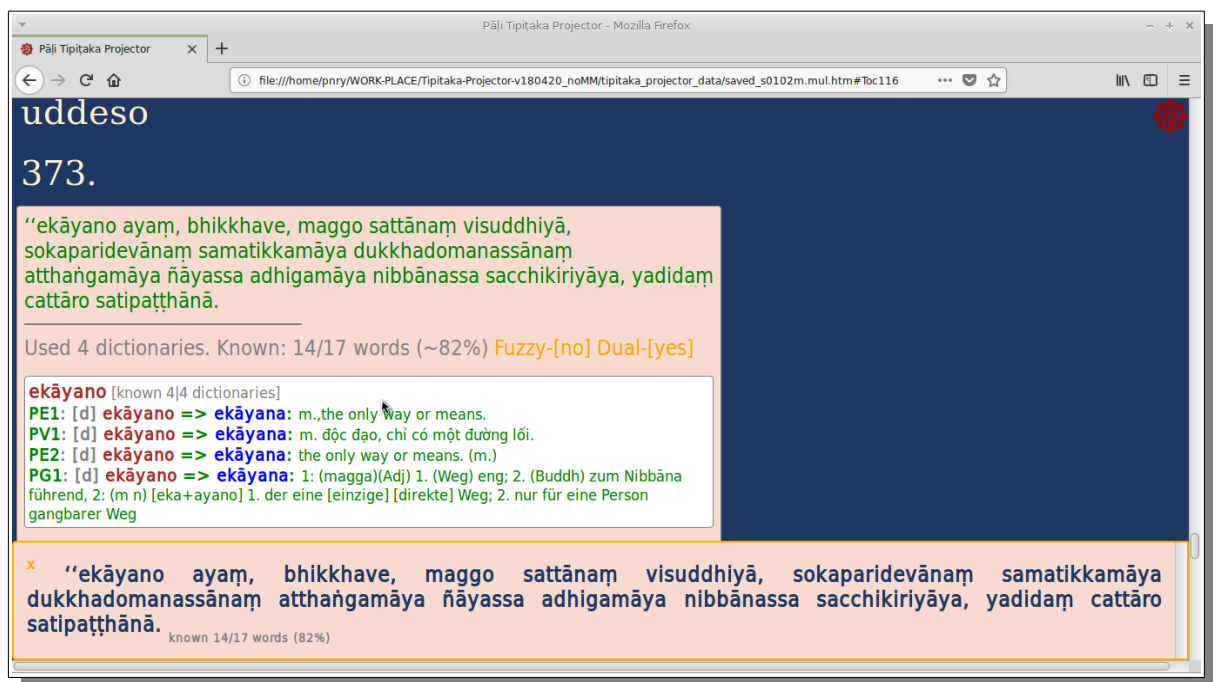 Pāḷi Tipiṭaka Projector - Mozilla Firefox
Pāḷi Tipiṭaka Projector
file:///home/pnry/WORK-PLACE/Tipitaka-Projector-v180420_noMM/tipitaka_projector_data/saved_s0102m.mul.htm#Toc116
uddeso
373.
‘‘ekāyano ayaṃ, bhikkhave, maggo sattānaṃ visuddhiyā,
sokaparidevānaṃ samatikkamāya dukkhadomanassānaṃ
atthaṅgamāya ñāyassa adhigamāya nibbānassa sacchikiriyāya, yadidaṃ
cattāro satipaṭṭhānā.
Used 4 dictionaries. Known: 14/17 words (~82%) Fuzzy-[no] Dual-[yes]
ekāyano [known 4|4 dictionaries]
PE1: [d] ekāyano => ekāyana: m.,the only way or means.
PV1: [d] ekāyano => ekāyana: m. độc đạo, chỉ có một đường lối.
PE2: [d] ekāyano => ekāyana: the only way or means. (m.)
PG1: [d] ekāyano => ekāyana: 1: (magga)(Adj) 1. (Weg) eng; 2. (Buddh) zum Nibbāna
führend, 2: (m n) [eka+ayano] 1. der eine [einzige] [direkte] Weg; 2. nur für eine Person
gangbarer Weg
x ‘‘ekāyano ayaṃ, bhikkhave, maggo sattānaṃ visuddhiyā, sokaparidevānaṃ samatikkamāya
dukkhadomanassānaṃ atthaṅgamāya ñāyassa adhigamāya nibbānassa sacchikiriyāya, yadidaṃ cattāro
satipaṭṭhānā. known 14/17 words (82%)